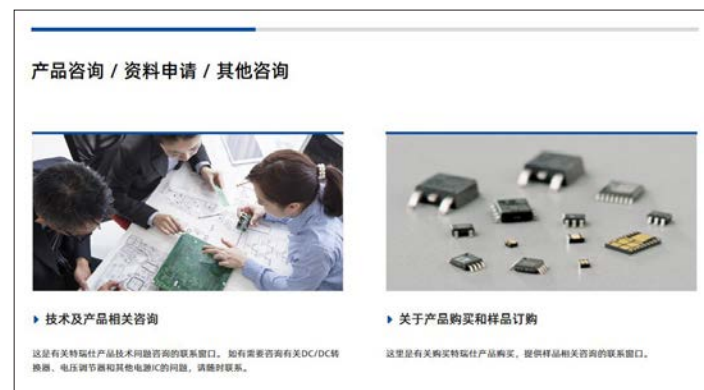 产品咨询 / 资料申请 / 其他咨询
技术及产品相关咨询
这是有关特瑞仕产品技术问题咨询的联系窗口。 如有需要咨询有关DC/DC转
换器、电压调节器和其他电源IC的问题，请随时联系。
关于产品购买和样品订购
这里是有关购买特瑞仕产品购买，提供样品相关咨询的联系窗口。